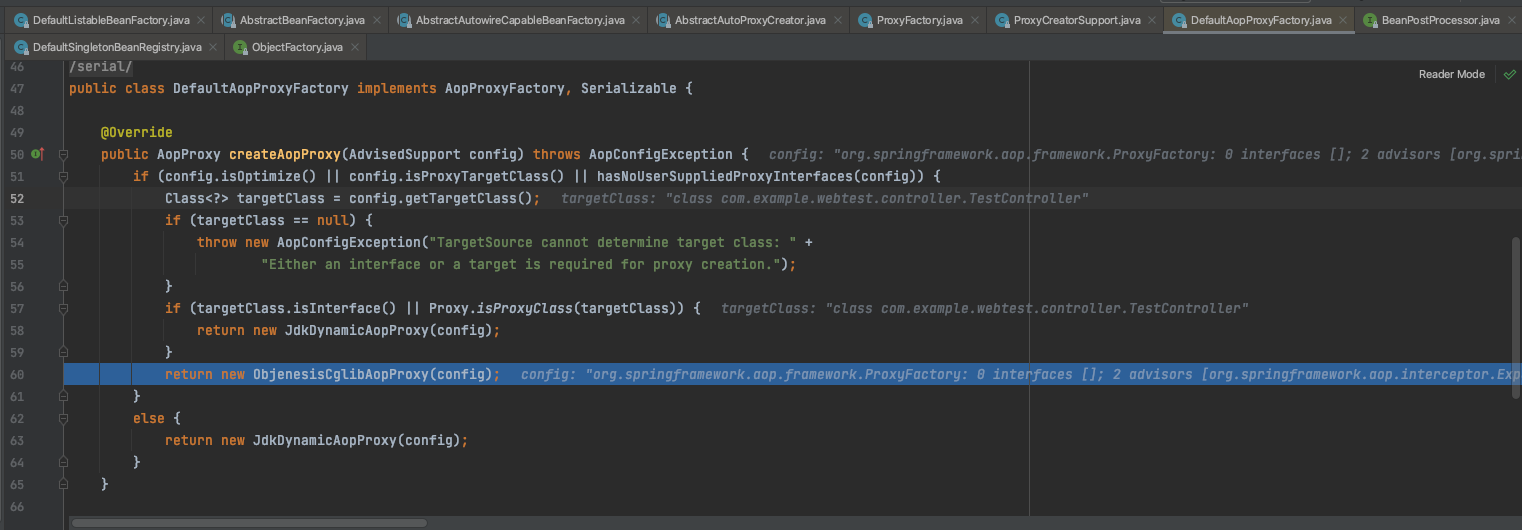 DefaultListableBeanFactory.java AbstractBeanFactory.java AbstractAutowireCapableBeanFactory.java AbstractAutoProxyCreator.java ProxyFactory.java ProxyCreatorSupport.java DefaultAopProxyFactory.java BeanPostProcessor.java
DefaultSingletonBeanRegistry.java ObjectFactory.java
Reader Mode
46 /serial/
47 public class DefaultAopProxyFactory implements AopProxyFactory, Serializable {
48
49 @Override
50 public AopProxy createAopProxy(AdvisedSupport config) throws AopConfigException { config: "org.springframework.aop.framework.ProxyFactory: 0 interfaces []; 2 advisors [org.spri
51 if (config.isOptimize() || config.isProxyTargetClass() || hasNoUserSuppliedProxyInterfaces(config)) {
52 Class<?> targetClass = config.getTargetClass(); targetClass: "class com.example.webtest.controller.TestController"
53 if (targetClass == null) {
54 throw new AopConfigException("TargetSource cannot determine target class: " +
55 "Either an interface or a target is required for proxy creation.");
56 }
57 if (targetClass.isInterface() || Proxy.isProxyClass(targetClass)) { targetClass: "class com.example.webtest.controller.TestController"
58 return new JdkDynamicAopProxy(config);
59 }
60 return new ObjenesisCglibAopProxy(config); config: "org.springframework.aop.framework.ProxyFactory: 0 interfaces []; 2 advisors [org.springframework.aop.interceptor.Exp
61 }
62 else {
63 return new JdkDynamicAopProxy(config);
64 }
65 }
66